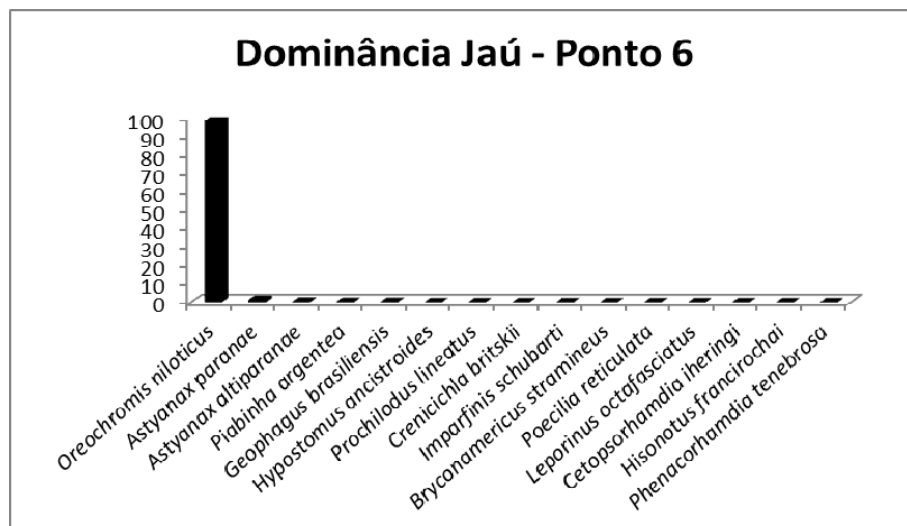 Dominância Jaú - Ponto 6
100
90
80
70
60
50
40
30
20
10
0
Oreochromis niloticus
Astyanax paranae
Astyanax altiparanae
Piabinha argentea
Geophagus brasiliensis
Hypostomus ancistroides
Prochilodus lineatus
Crenicichla britskii
Imparfinis schubarti
Brycanamericus stramineus
Poecilia reticulata
Leporinus octafasciatus
Cetopsorhamdia iheringi
Hisonotus francirochai
Phenacorhamdia tenebrosa